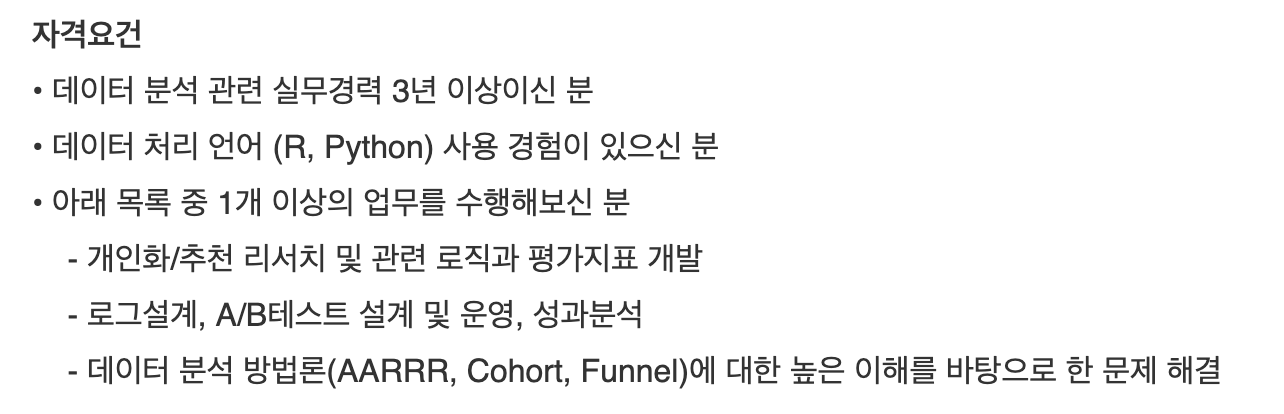 자격요건
• 데이터 분석 관련 실무경력 3년 이상이신 분
• 데이터 처리 언어 (R, Python) 사용 경험이 있으신 분
• 아래 목록 중 1개 이상의 업무를 수행해보신 분
- 개인화/추천 리서치 및 관련 로직과 평가지표 개발
- 로그설계, A/B테스트 설계 및 운영, 성과분석
- 데이터 분석 방법론(AARRR, Cohort, Funnel)에 대한 높은 이해를 바탕으로 한 문제 해결